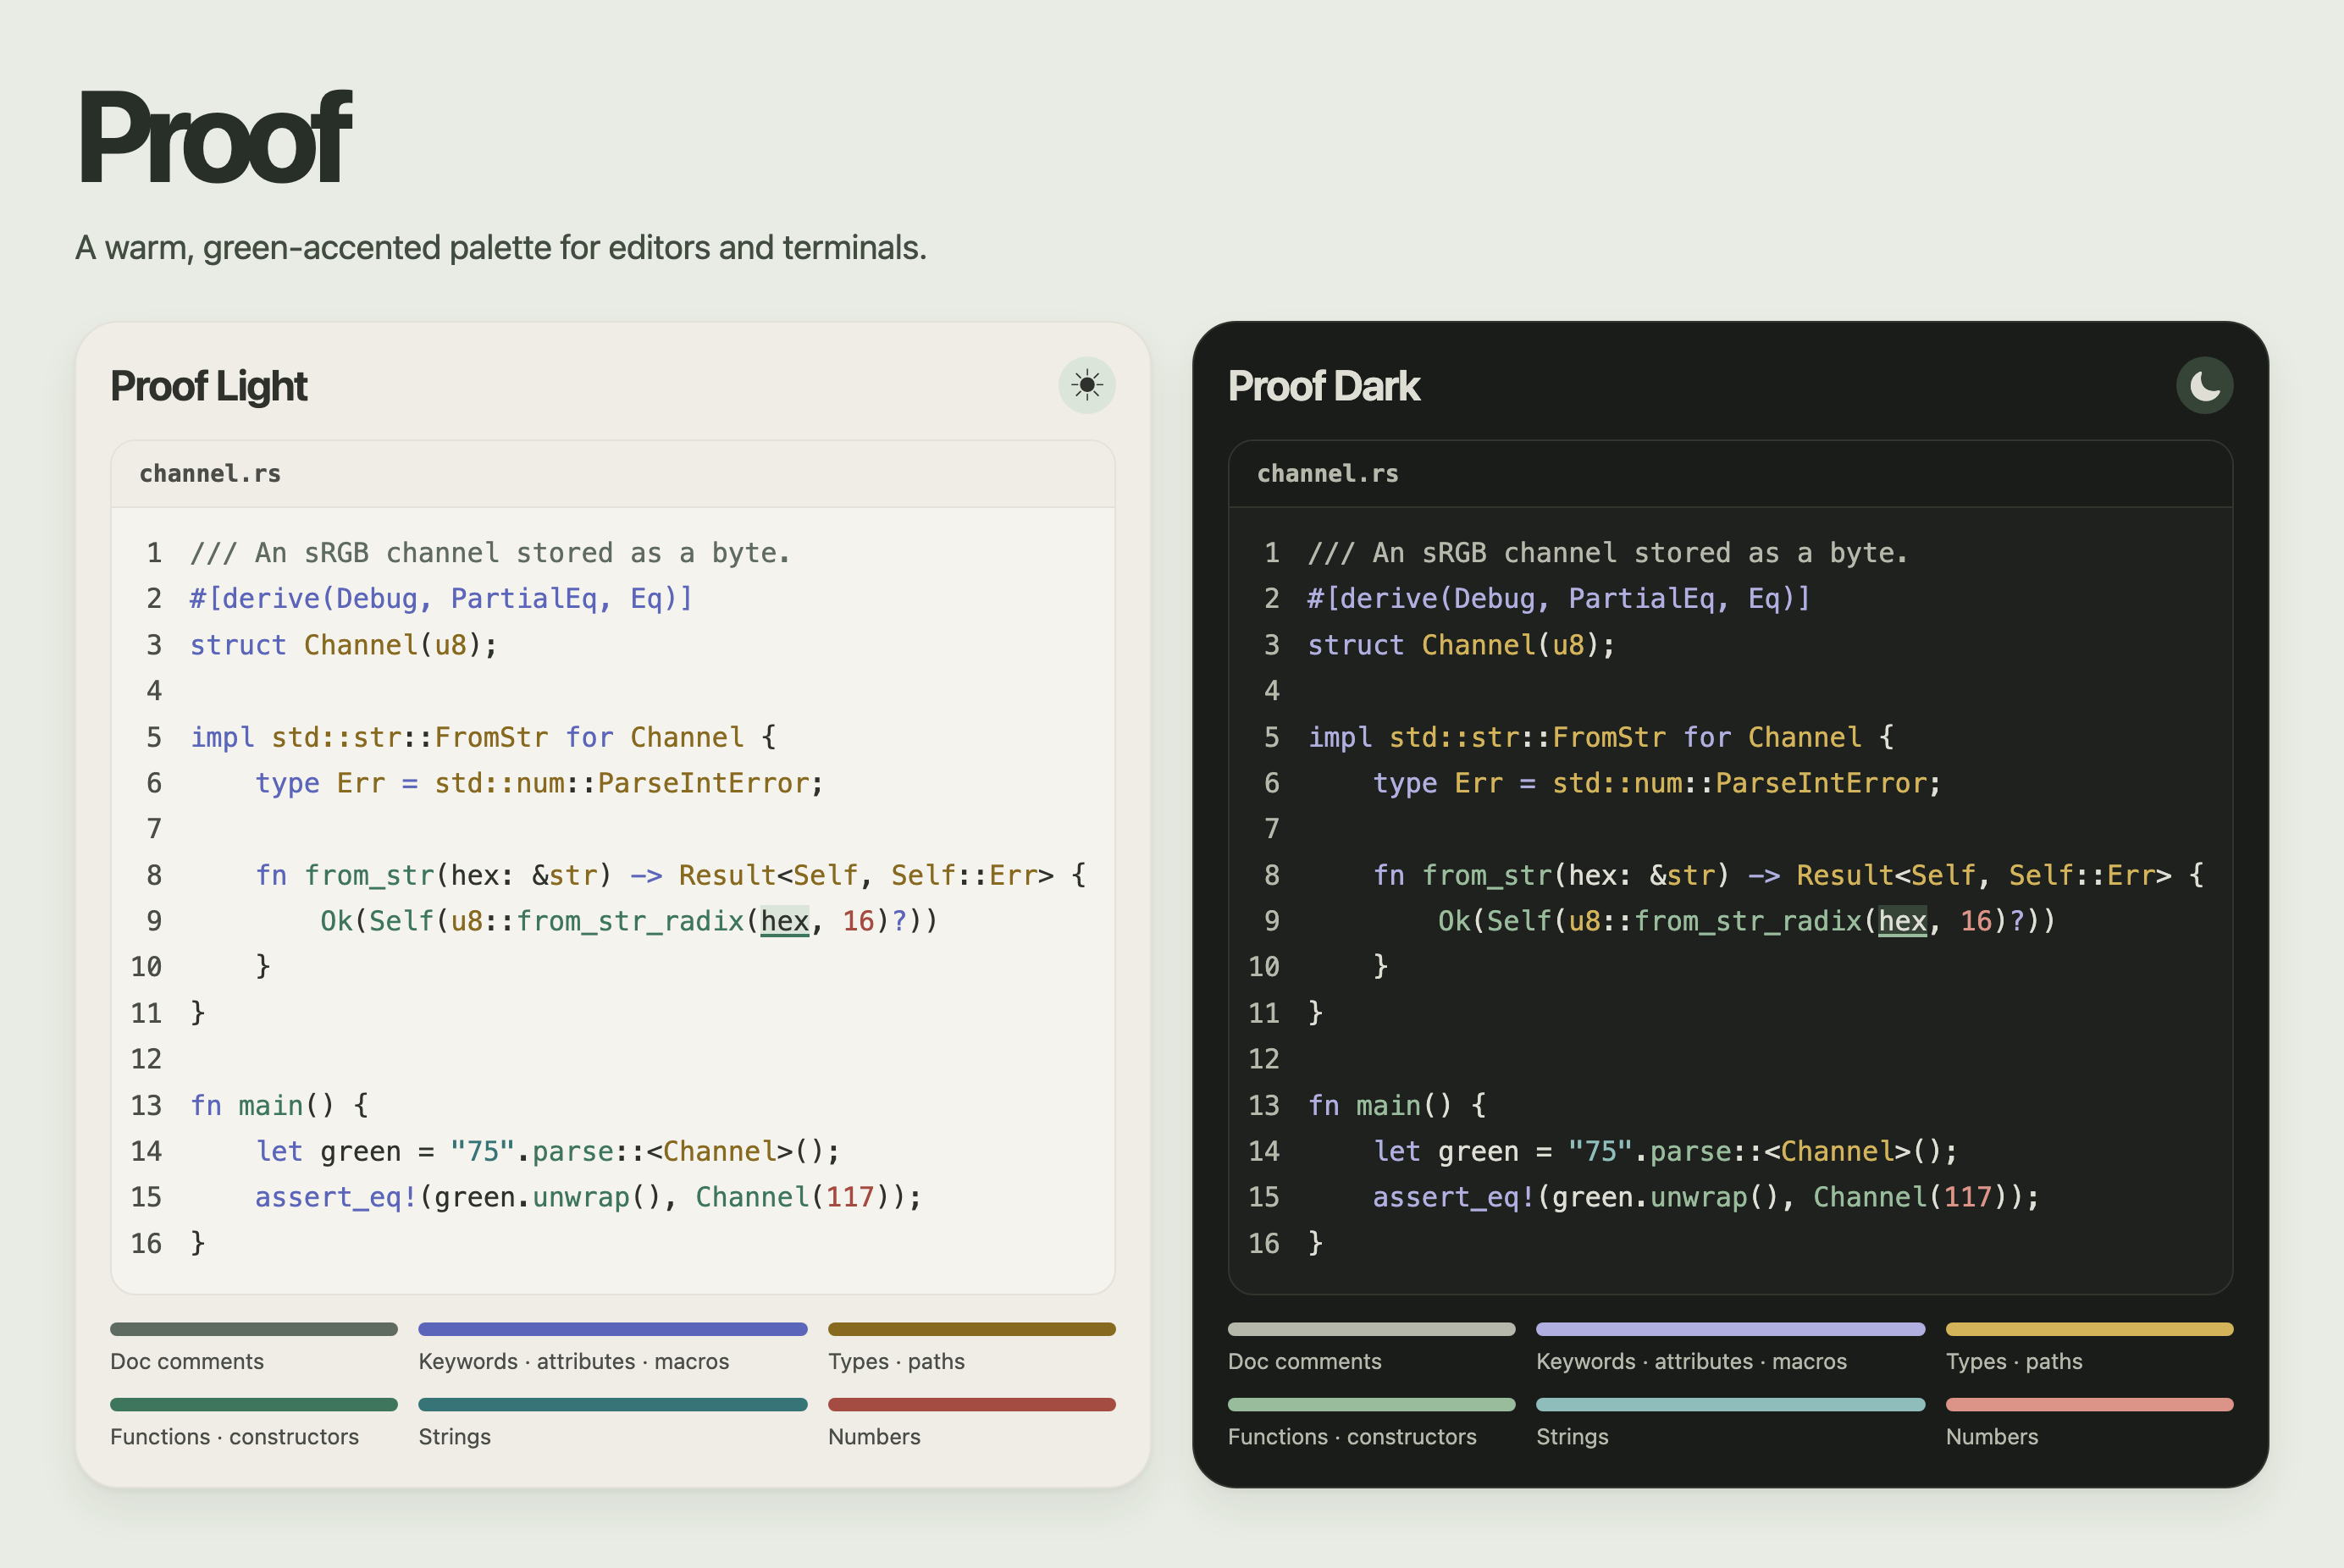 Proof
A warm, green-accented palette for editors and terminals.
Proof Light
channel.rs
1 /// An sRGB channel stored as a byte.
2 #[derive(Debug, PartialEq, Eq)]
3 struct Channel(u8);
4
5 impl std::str::FromStr for Channel {
6     type Err = std::num::ParseIntError;
7
8     fn from_str(hex: &str) -> Result<Self, Self::Err> {
9         Ok(Self(u8::from_str_radix(hex, 16)?))
10     }
11 }
12
13 fn main() {
14     let green = "75".parse::<Channel>();
15     assert_eq!(green.unwrap(), Channel(117));
16 }
Doc comments
Keywords · attributes · macros
Types · paths
Functions · constructors
Strings
Numbers
Proof Dark
channel.rs
1 /// An sRGB channel stored as a byte.
2 #[derive(Debug, PartialEq, Eq)]
3 struct Channel(u8);
4
5 impl std::str::FromStr for Channel {
6     type Err = std::num::ParseIntError;
7
8     fn from_str(hex: &str) -> Result<Self, Self::Err> {
9         Ok(Self(u8::from_str_radix(hex, 16)?))
10     }
11 }
12
13 fn main() {
14     let green = "75".parse::<Channel>();
15     assert_eq!(green.unwrap(), Channel(117));
16 }
Doc comments
Keywords · attributes · macros
Types · paths
Functions · constructors
Strings
Numbers